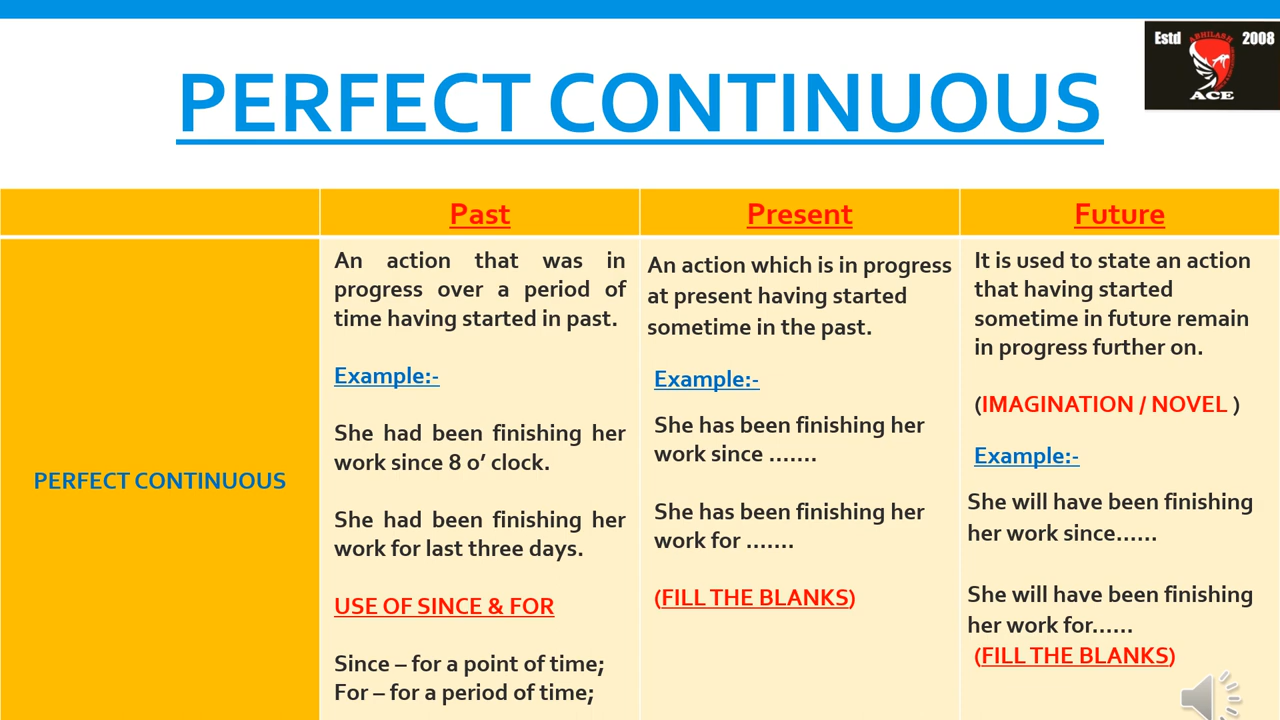 PERFECT CONTINUOUS
Estd 2008
ABHILASH
ACE
Past
Present
Future
PERFECT CONTINUOUS
An action that was in
progress over a period of
time having started in past.
Example:-
She had been finishing her
work since 8 o’ clock.
She had been finishing her
work for last three days.
USE OF SINCE & FOR
Since – for a point of time;
For – for a period of time;
An action which is in progress
at present having started
sometime in the past.
Example:-
She has been finishing her
work since .......
She has been finishing her
work for .......
(FILL THE BLANKS)
It is used to state an action
that having started
sometime in future remain
in progress further on.
(IMAGINATION / NOVEL )
Example:-
She will have been finishing
her work since......
She will have been finishing
her work for......
(FILL THE BLANKS)